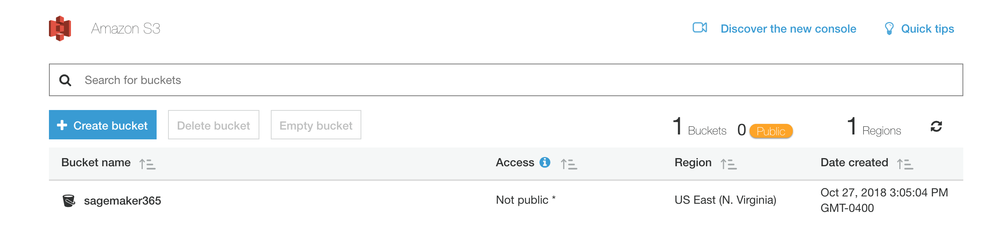 Amazon S3
Discover the new console
Quick tips
Search for buckets
Create bucket
Delete bucket
Empty bucket
1 Buckets
0 Public
1 Regions
Bucket name
Access
Region
Date created
sagemaker365
Not public *
US East (N. Virginia)
Oct 27, 2018 3:05:04 PM
GMT-0400